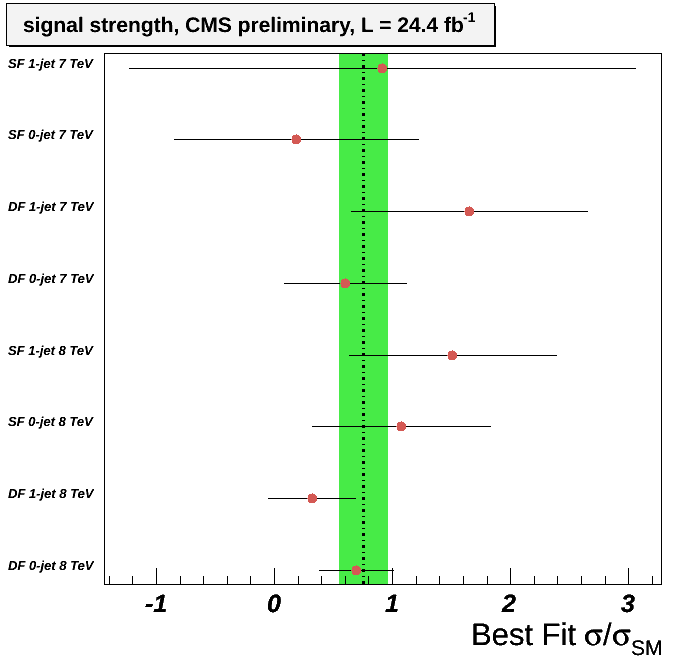 signal strength, CMS preliminary, L = 24.4 fb-1
SF 1-jet 7 TeV
SF 0-jet 7 TeV
DF 1-jet 7 TeV
DF 0-jet 7 TeV
SF 1-jet 8 TeV
SF 0-jet 8 TeV
DF 1-jet 8 TeV
DF 0-jet 8 TeV
-1 0 1 2 3
Best Fit σ/σSM